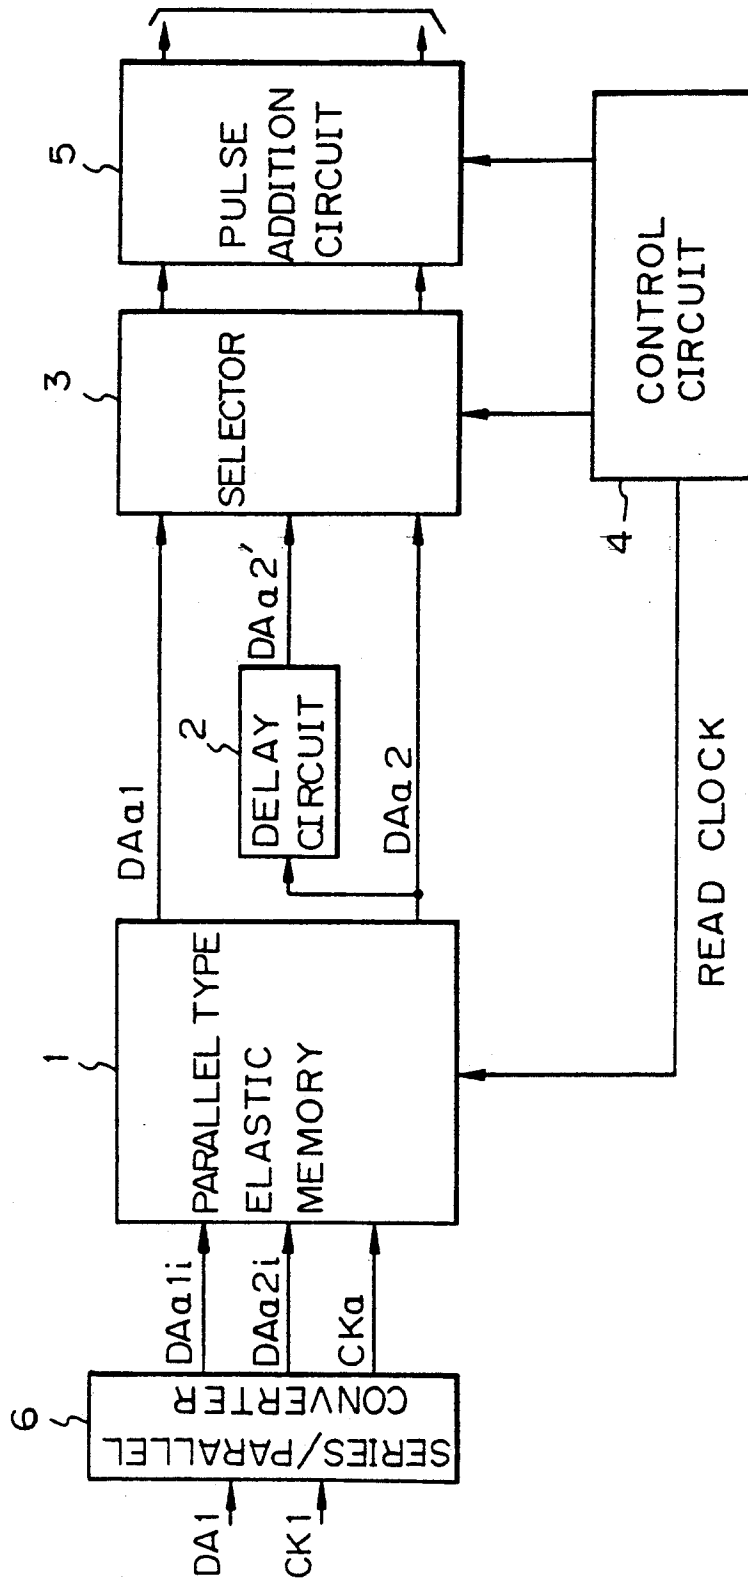 6
SERIES/PARALLEL
CONVERTER
DA1
CK1
DAa1i
DAa2i
CKa
1
PARALLEL TYPE
ELASTIC
MEMORY
DAa1
2
DELAY
CIRCUIT
DAa2'
DAa2
3
SELECTOR
5
PULSE
ADDITION
CIRCUIT
4
CONTROL
CIRCUIT
READ CLOCK